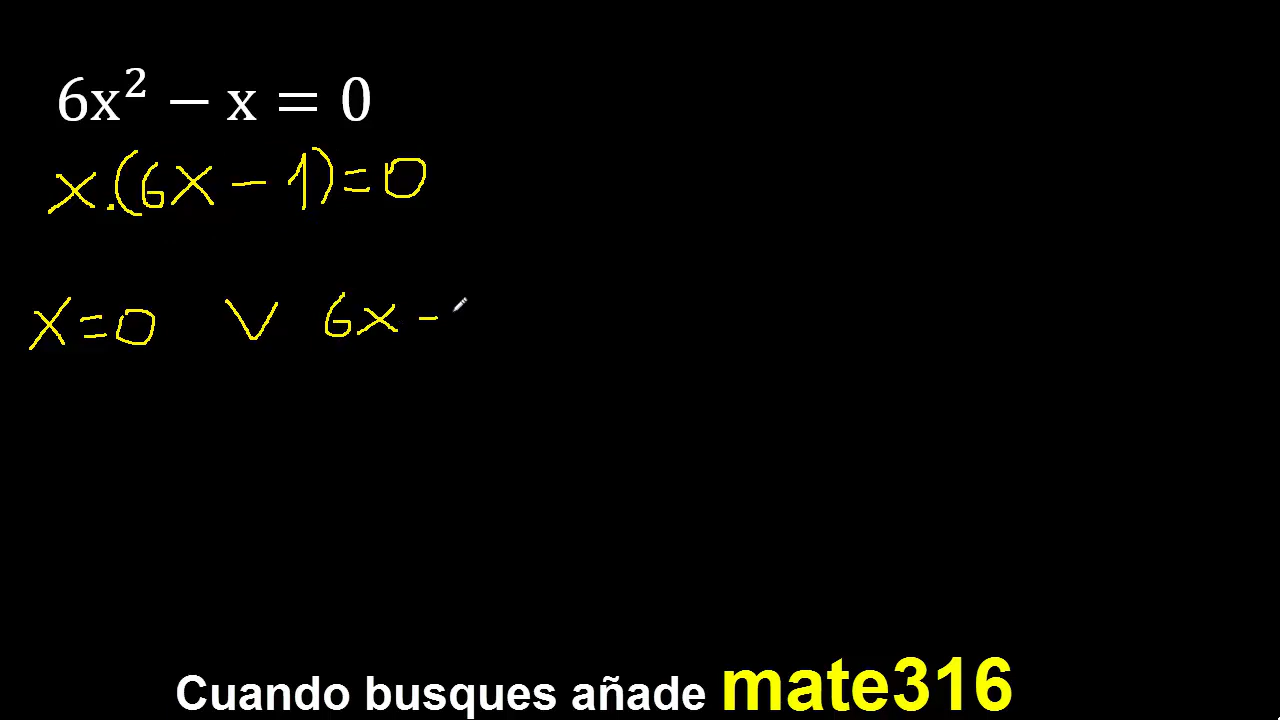 6x² − x = 0
x.(6x − 1) = 0
x = 0 ∨ 6x −
Cuando busques añade mate316